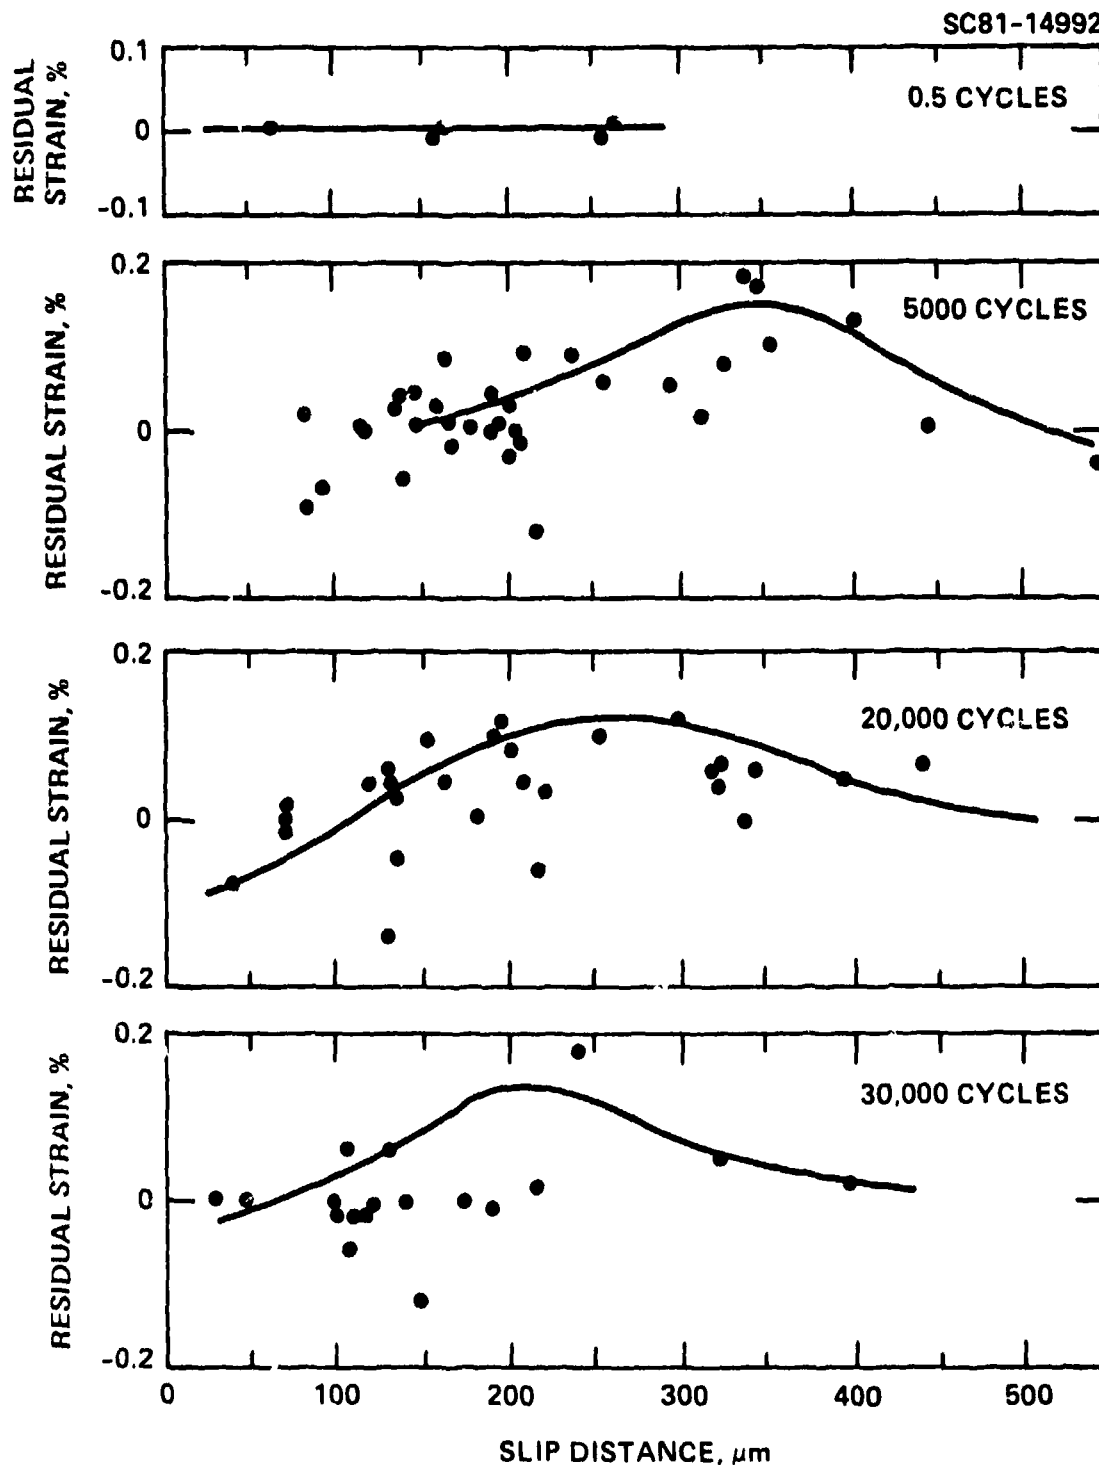 SC81-14992
RESIDUAL
STRAIN, %
0.1
0
-0.1
0.5 CYCLES
RESIDUAL STRAIN, %
0.2
0
-0.2
5000 CYCLES
RESIDUAL STRAIN, %
0.2
0
-0.2
20,000 CYCLES
RESIDUAL STRAIN, %
0.2
0
-0.2
30,000 CYCLES
0 100 200 300 400 500
SLIP DISTANCE, μm